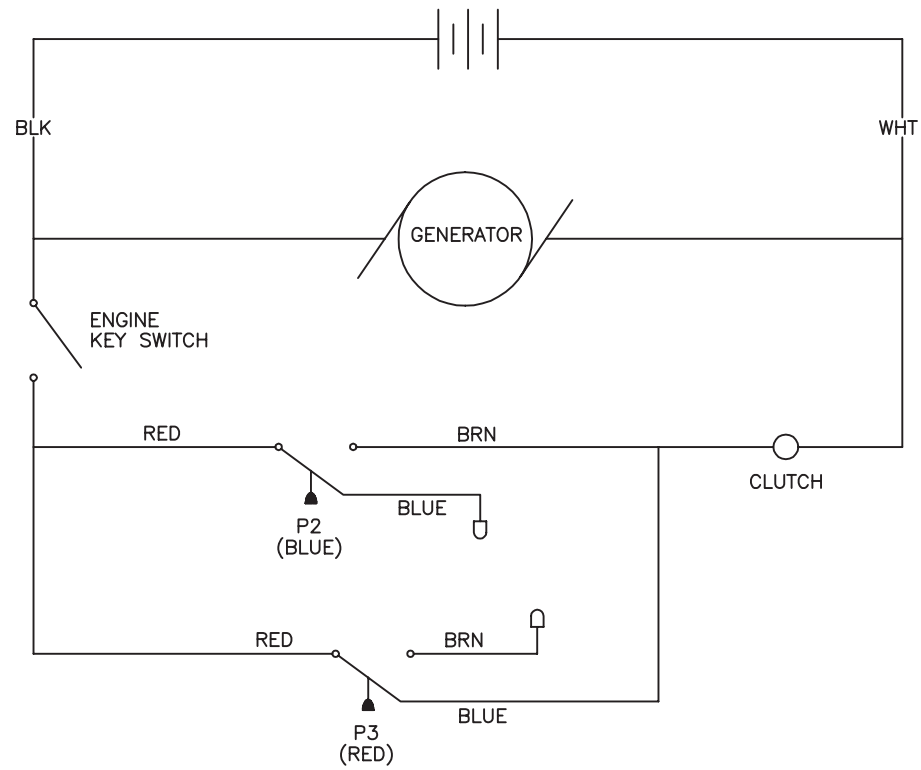 BLK
WHT
GENERATOR
ENGINE
KEY SWITCH
RED
BRN
CLUTCH
BLUE
P2
(BLUE)
RED
BRN
BLUE
P3
(RED)